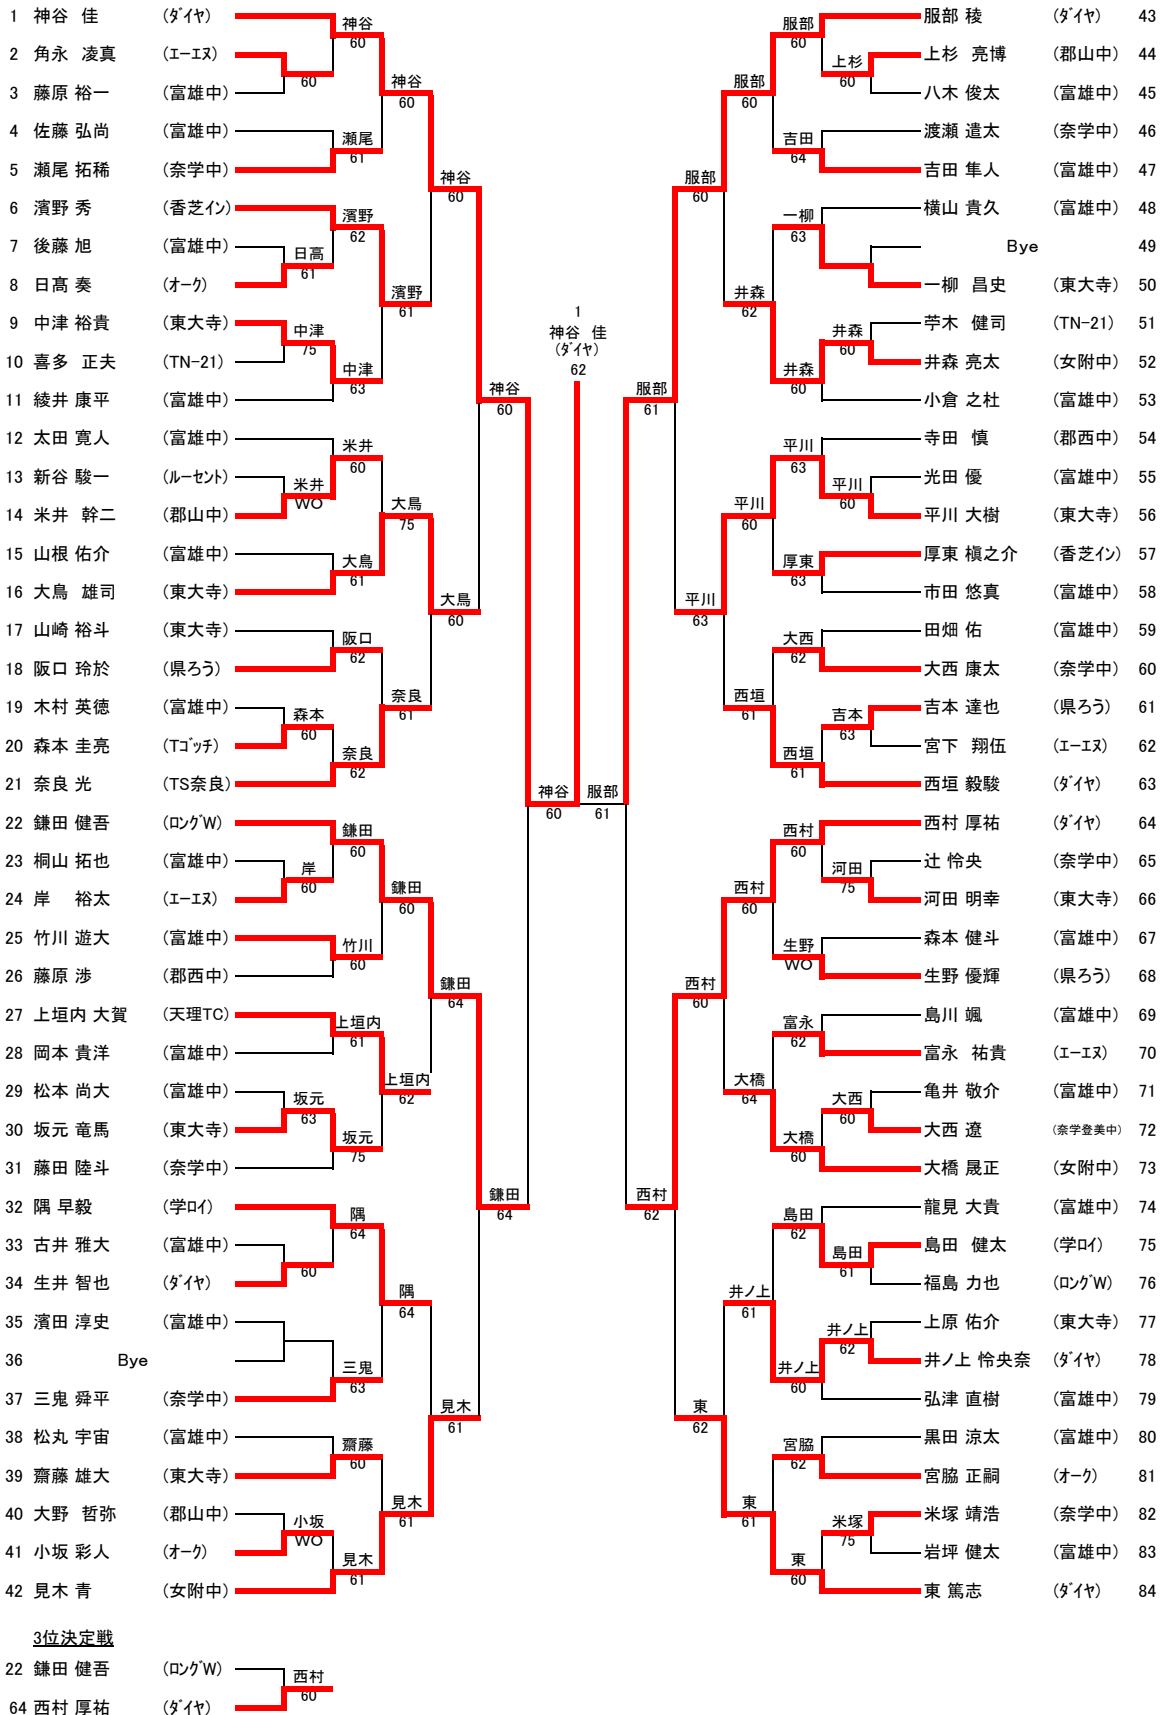 1 神谷 佳 (ダイヤ)
2 角永 凌真 (エーエヌ)
3 藤原 裕一 (富雄中)
4 佐藤 弘尚 (富雄中)
5 瀬尾 拓稀 (奈学中)
6 濱野 秀 (香芝イン)
7 後藤 旭 (富雄中)
8 日髙 奏 (オーク)
9 中津 裕貴 (東大寺)
10 喜多 正夫 (TN-21)
11 綾井 康平 (富雄中)
12 太田 寛人 (富雄中)
13 新谷 駿一 (ルーセント)
14 米井 幹二 (郡山中)
15 山根 佑介 (富雄中)
16 大鳥 雄司 (東大寺)
17 山崎 裕斗 (東大寺)
18 阪口 玲於 (県ろう)
19 木村 英徳 (富雄中)
20 森本 圭亮 (Tゴッチ)
21 奈良 光 (TS奈良)
22 鎌田 健吾 (ロングW)
23 桐山 拓也 (富雄中)
24 岸 裕太 (エーエヌ)
25 竹川 遊大 (富雄中)
26 藤原 渉 (郡西中)
27 上垣内 大賀 (天理TC)
28 岡本 貴洋 (富雄中)
29 松本 尚大 (富雄中)
30 坂元 竜馬 (東大寺)
31 藤田 陸斗 (奈学中)
32 隅 早毅 (学ロイ)
33 古井 雅大 (富雄中)
34 生井 智也 (ダイヤ)
35 濱田 淳史 (富雄中)
36 Bye
37 三鬼 舜平 (奈学中)
38 松丸 宇宙 (富雄中)
39 齋藤 雄大 (東大寺)
40 大野 哲弥 (郡山中)
41 小坂 彩人 (オーク)
42 見木 青 (女附中)
60
日高
61
中津
75
米井
WO
森本
60
岸
60
坂元
63
60
小坂
WO
神谷
60
瀬尾
61
濱野
62
中津
63
米井
60
大鳥
61
阪口
62
奈良
62
鎌田
60
竹川
60
上垣内
61
坂元
75
隅
64
三鬼
63
齋藤
60
見木
61
神谷
60
濱野
61
大鳥
75
奈良
61
鎌田
60
上垣内
62
隅
64
見木
61
神谷
60
大鳥
60
鎌田
64
見木
61
神谷
60
鎌田
64
神谷
60
1
神谷 佳
(ダイヤ)
62
服部
61
服部
61
西村
62
服部
60
平川
63
西村
60
東
62
服部
60
井森
62
平川
60
西垣
61
西村
60
大橋
64
井ノ上
61
東
61
服部
60
吉田
64
一柳
63
井森
60
平川
63
厚東
63
大西
62
西垣
61
西村
60
生野
WO
富永
62
大橋
60
島田
62
井ノ上
60
宮脇
62
東
60
上杉
60
井森
60
平川
60
吉本
63
河田
75
大西
60
島田
61
井ノ上
62
米塚
75
服部 稜 (ダイヤ) 43
上杉 亮博 (郡山中) 44
八木 俊太 (富雄中) 45
渡瀬 遣太 (奈学中) 46
吉田 隼人 (富雄中) 47
横山 貴久 (富雄中) 48
Bye 49
一柳 昌史 (東大寺) 50
苧木 健司 (TN-21) 51
井森 亮太 (女附中) 52
小倉 之杜 (富雄中) 53
寺田 慎 (郡西中) 54
光田 優 (富雄中) 55
平川 大樹 (東大寺) 56
厚東 槇之介 (香芝イン) 57
市田 悠真 (富雄中) 58
田畑 佑 (富雄中) 59
大西 康太 (奈学中) 60
吉本 達也 (県ろう) 61
宮下 翔伍 (エーエヌ) 62
西垣 毅駿 (ダイヤ) 63
西村 厚祐 (ダイヤ) 64
辻 怜央 (奈学中) 65
河田 明幸 (東大寺) 66
森本 健斗 (富雄中) 67
生野 優輝 (県ろう) 68
島川 颯 (富雄中) 69
富永 祐貴 (エーエヌ) 70
亀井 敬介 (富雄中) 71
大西 遼 (奈学登美中) 72
大橋 晟正 (女附中) 73
龍見 大貴 (富雄中) 74
島田 健太 (学ロイ) 75
福島 力也 (ロングW) 76
上原 佑介 (東大寺) 77
井ノ上 怜央奈 (ダイヤ) 78
弘津 直樹 (富雄中) 79
黒田 涼太 (富雄中) 80
宮脇 正嗣 (オーク) 81
米塚 靖浩 (奈学中) 82
岩坪 健太 (富雄中) 83
東 篤志 (ダイヤ) 84
3位決定戦
22 鎌田 健吾 (ロングW)
64 西村 厚祐 (ダイヤ)
西村
60